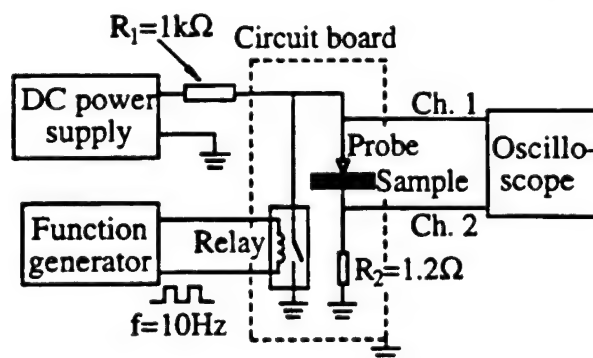 R₁=1kΩ
Circuit board
DC power
supply
Ch. 1
Probe
Sample
Oscillo-
scope
Ch. 2
Function
generator
Relay
R₂=1.2Ω
f=10Hz